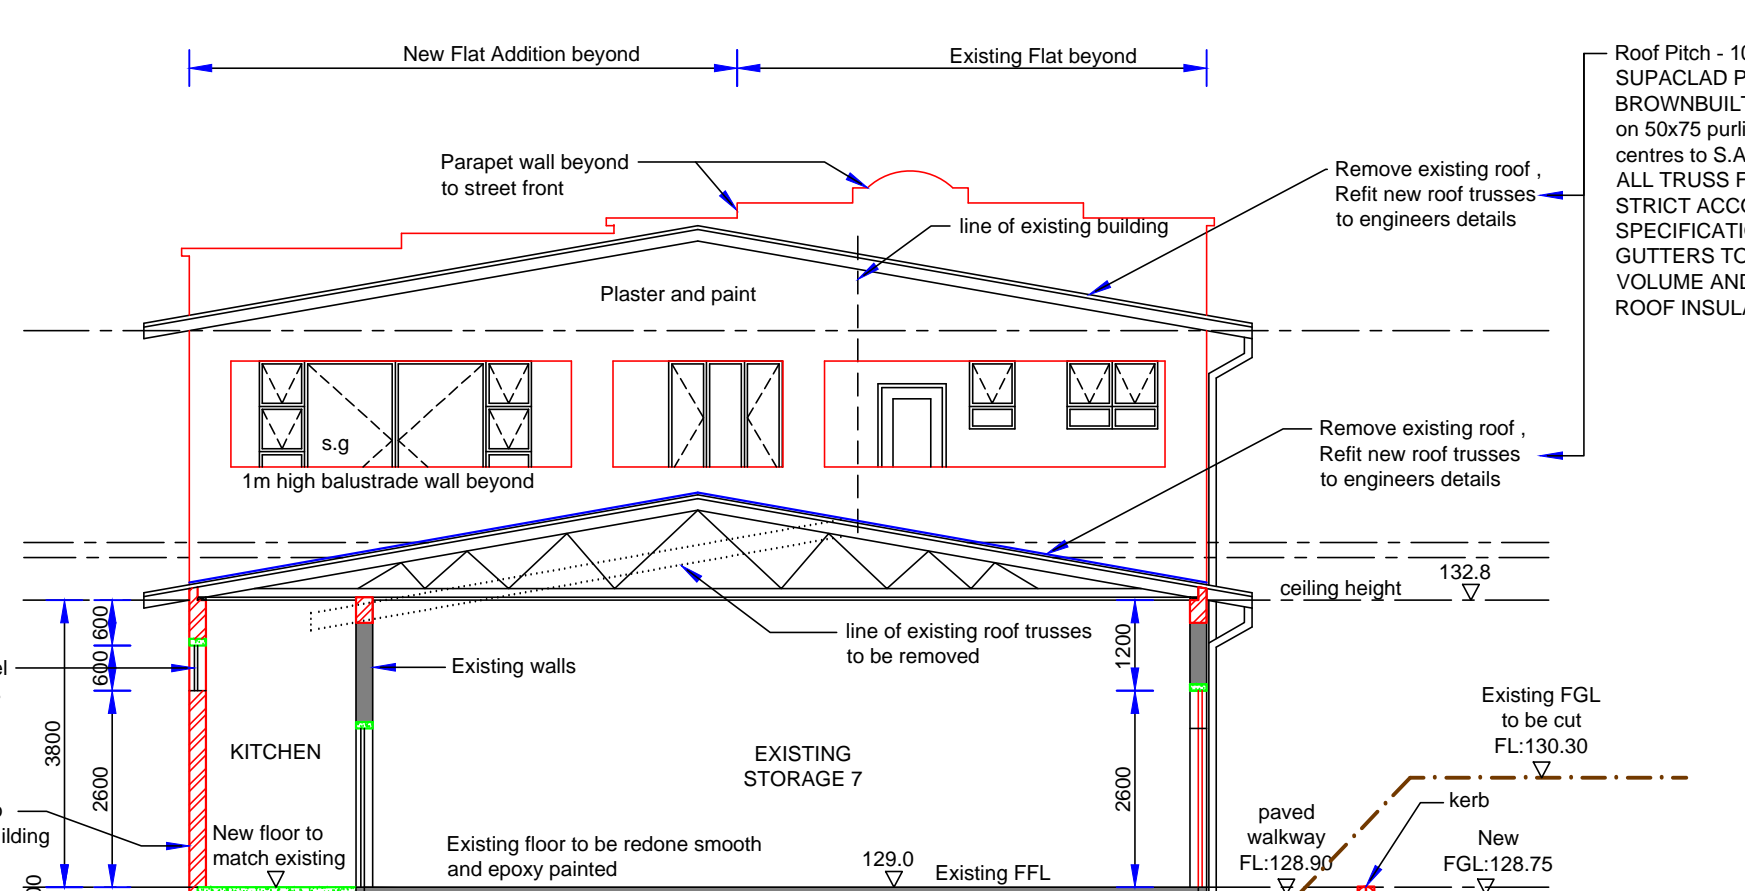 New Flat Addition beyond
Existing Flat beyond
Roof Pitch - 10
SUPACLAD P
BROWNBUILT
on 50x75 purli
centres to S.A
ALL TRUSS F
STRICT ACCO
SPECIFICATIO
GUTTERS TO
VOLUME AND
ROOF INSULA
Parapet wall beyond
to street front
Remove existing roof ,
Refit new roof trusses
to engineers details
line of existing building
Plaster and paint
s.g
1m high balustrade wall beyond
Remove existing roof ,
Refit new roof trusses
to engineers details
132.8
ceiling height
600
600
3800
2600
1200
2600
line of existing roof trusses
to be removed
Existing walls
el
Existing FGL
to be cut
FL:130.30
KITCHEN
EXISTING
STORAGE 7
kerb
paved
walkway
FL:128.90
New
FGL:128.75
ilding
New floor to
match existing
Existing floor to be redone smooth
and epoxy painted
129.0
Existing FFL
00